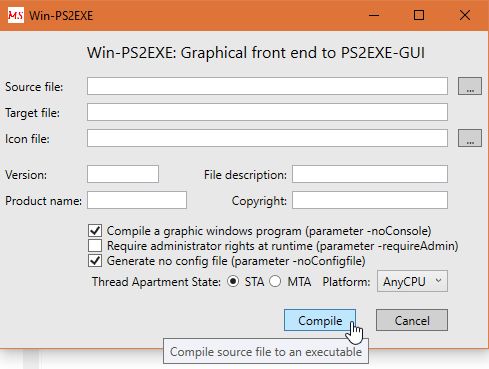 MS Win-PS2EXE
Win-PS2EXE: Graphical front end to PS2EXE-GUI
Source file: ...
Target file:
Icon file: ...
Version: File description:
Product name: Copyright:
Compile a graphic windows program (parameter -noConsole)
Require administrator rights at runtime (parameter -requireAdmin)
Generate no config file (parameter -noConfigfile)
Thread Apartment State: STA MTA Platform: AnyCPU
Compile Cancel
Compile source file to an executable